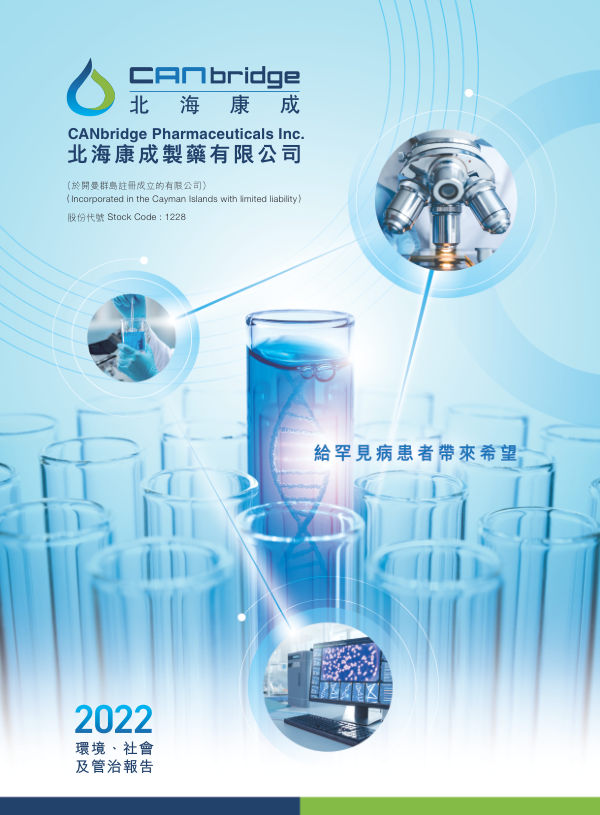 CANbridge
北海康成
CANbridge Pharmaceuticals Inc.
北海康成製藥有限公司
(於開曼群島註冊成立的有限公司)
(Incorporated in the Cayman Islands with limited liability)
股份代號 Stock Code : 1228
給罕見病患者帶來希望
2022
環境、社會
及管治報告